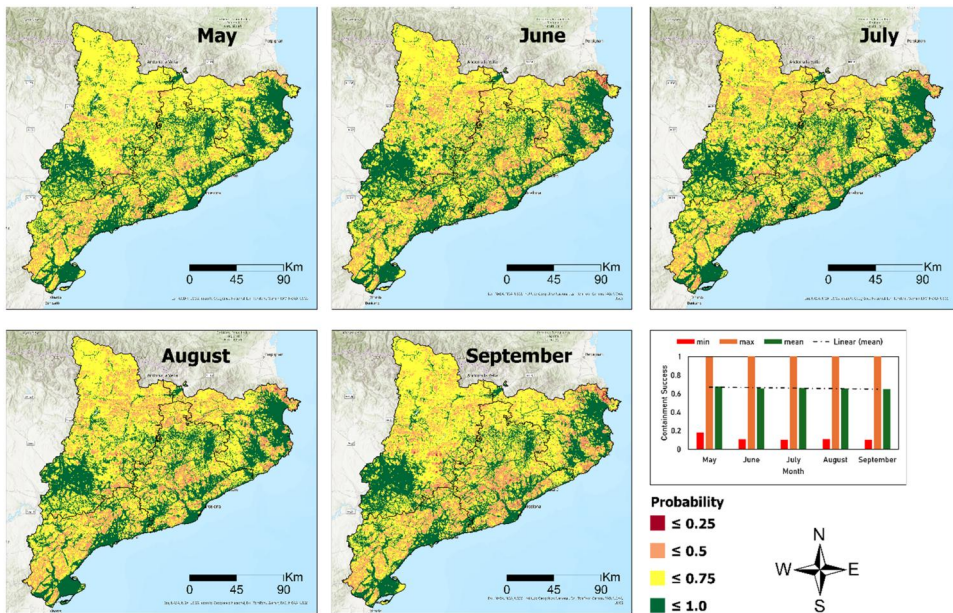 May
June
July
Km
0 45 90
Km
0 45 90
Km
0 45 90
August
September
Km
0 45 90
Km
0 45 90
min max mean Linear (mean)
Containment Success
1
0.8
0.6
0.4
0.2
0
May June July August September
Month
Probability
≤ 0.25
≤ 0.5
≤ 0.75
≤ 1.0
N
W E
S